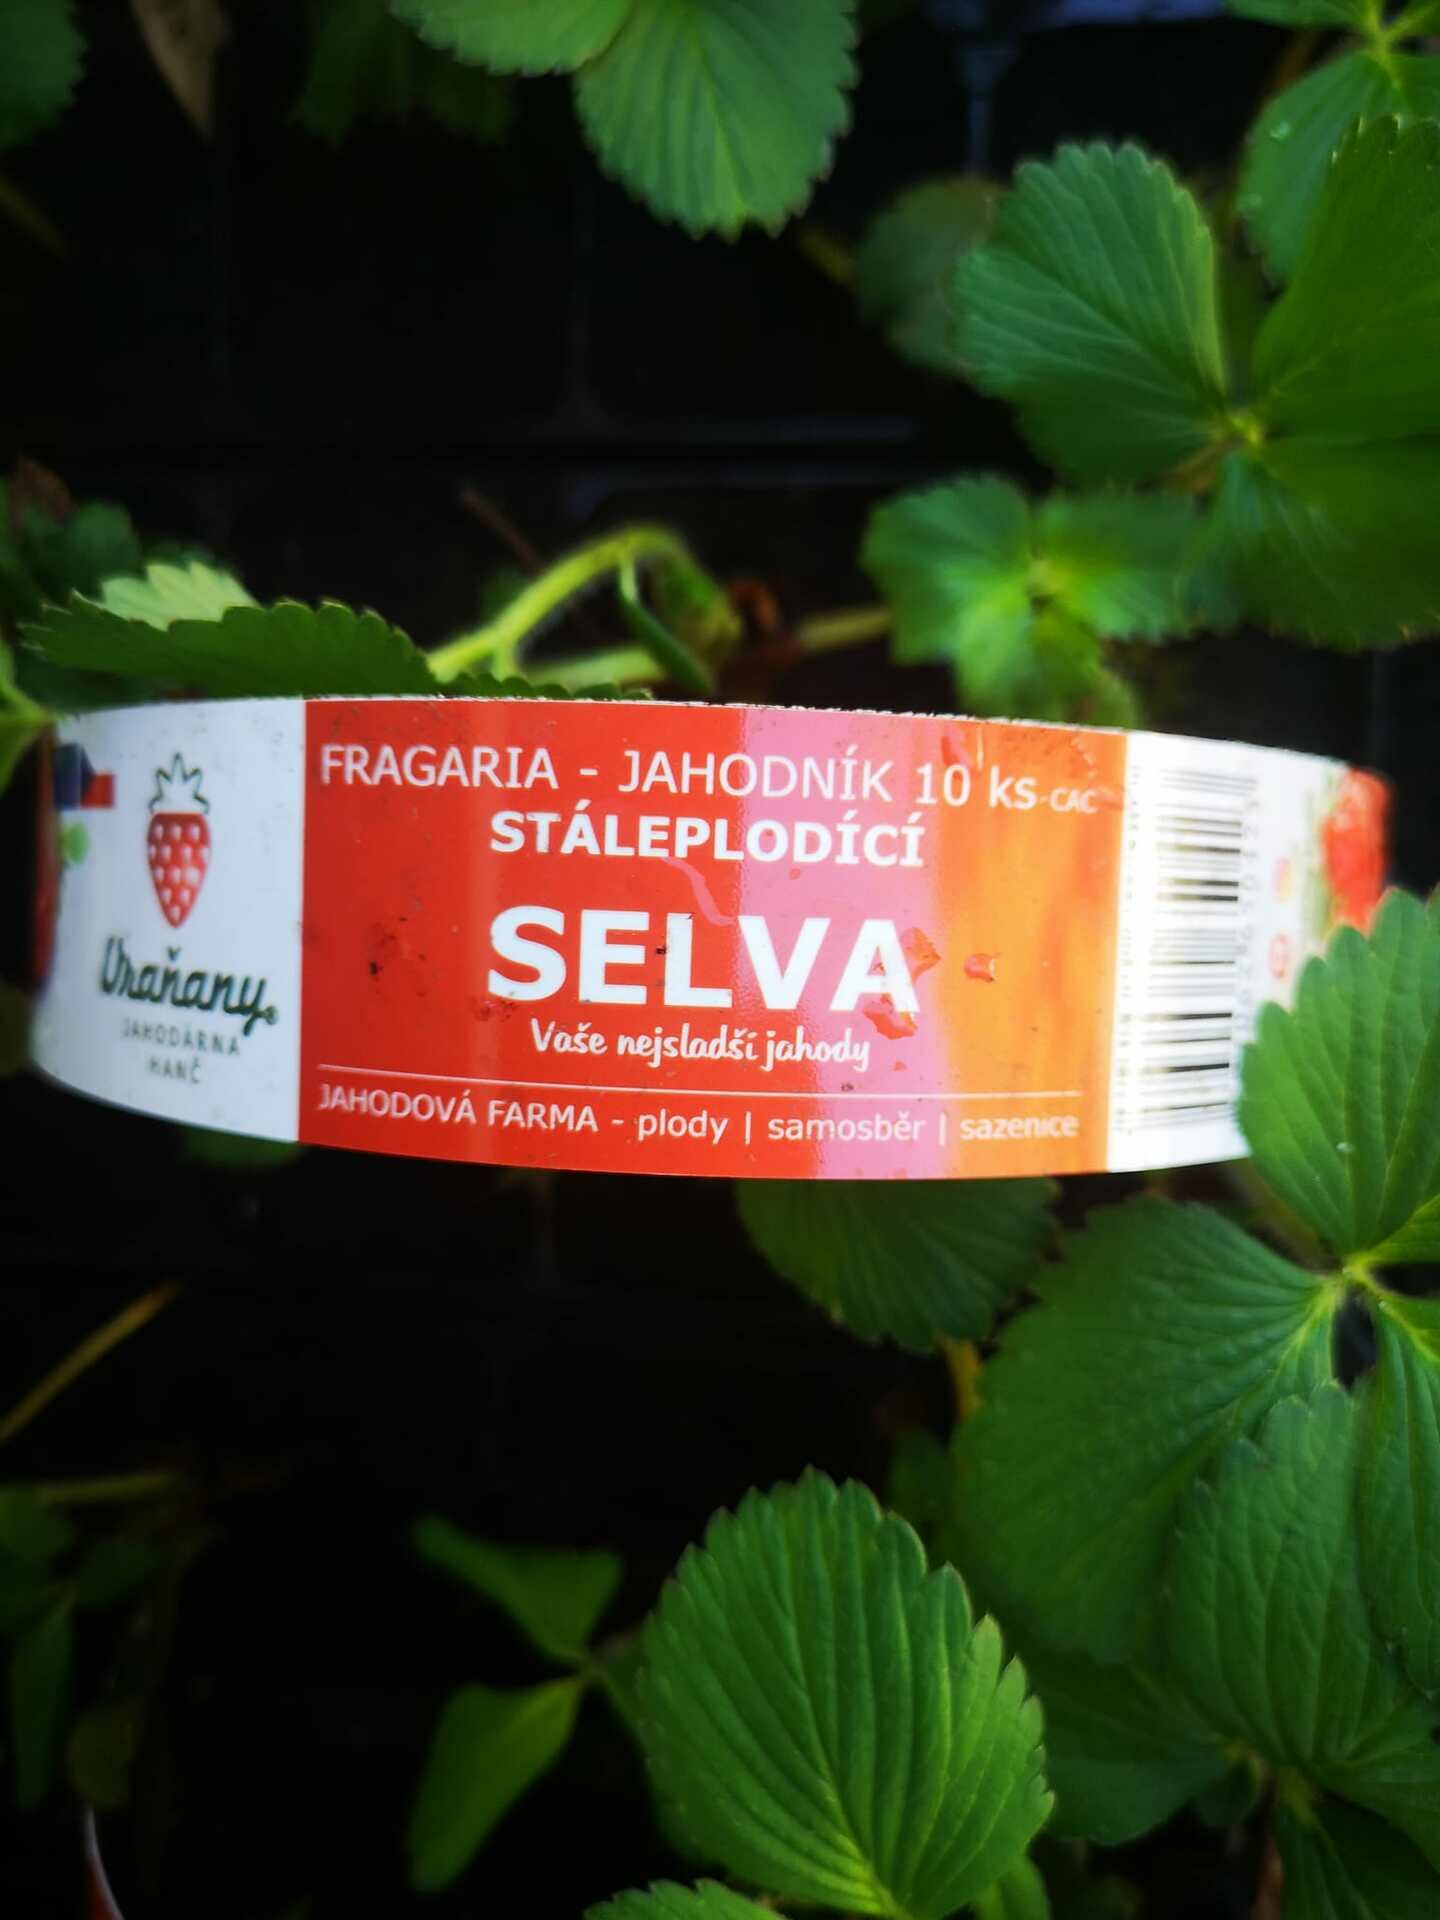 Vraňany®
JAHODÁRNA
HANČ
FRAGARIA - JAHODNÍK 10 ks-CAC
STÁLEPLODÍCÍ
SELVA
Vaše nejsladší jahody
JAHODOVÁ FARMA - plody | samosběr | sazenice